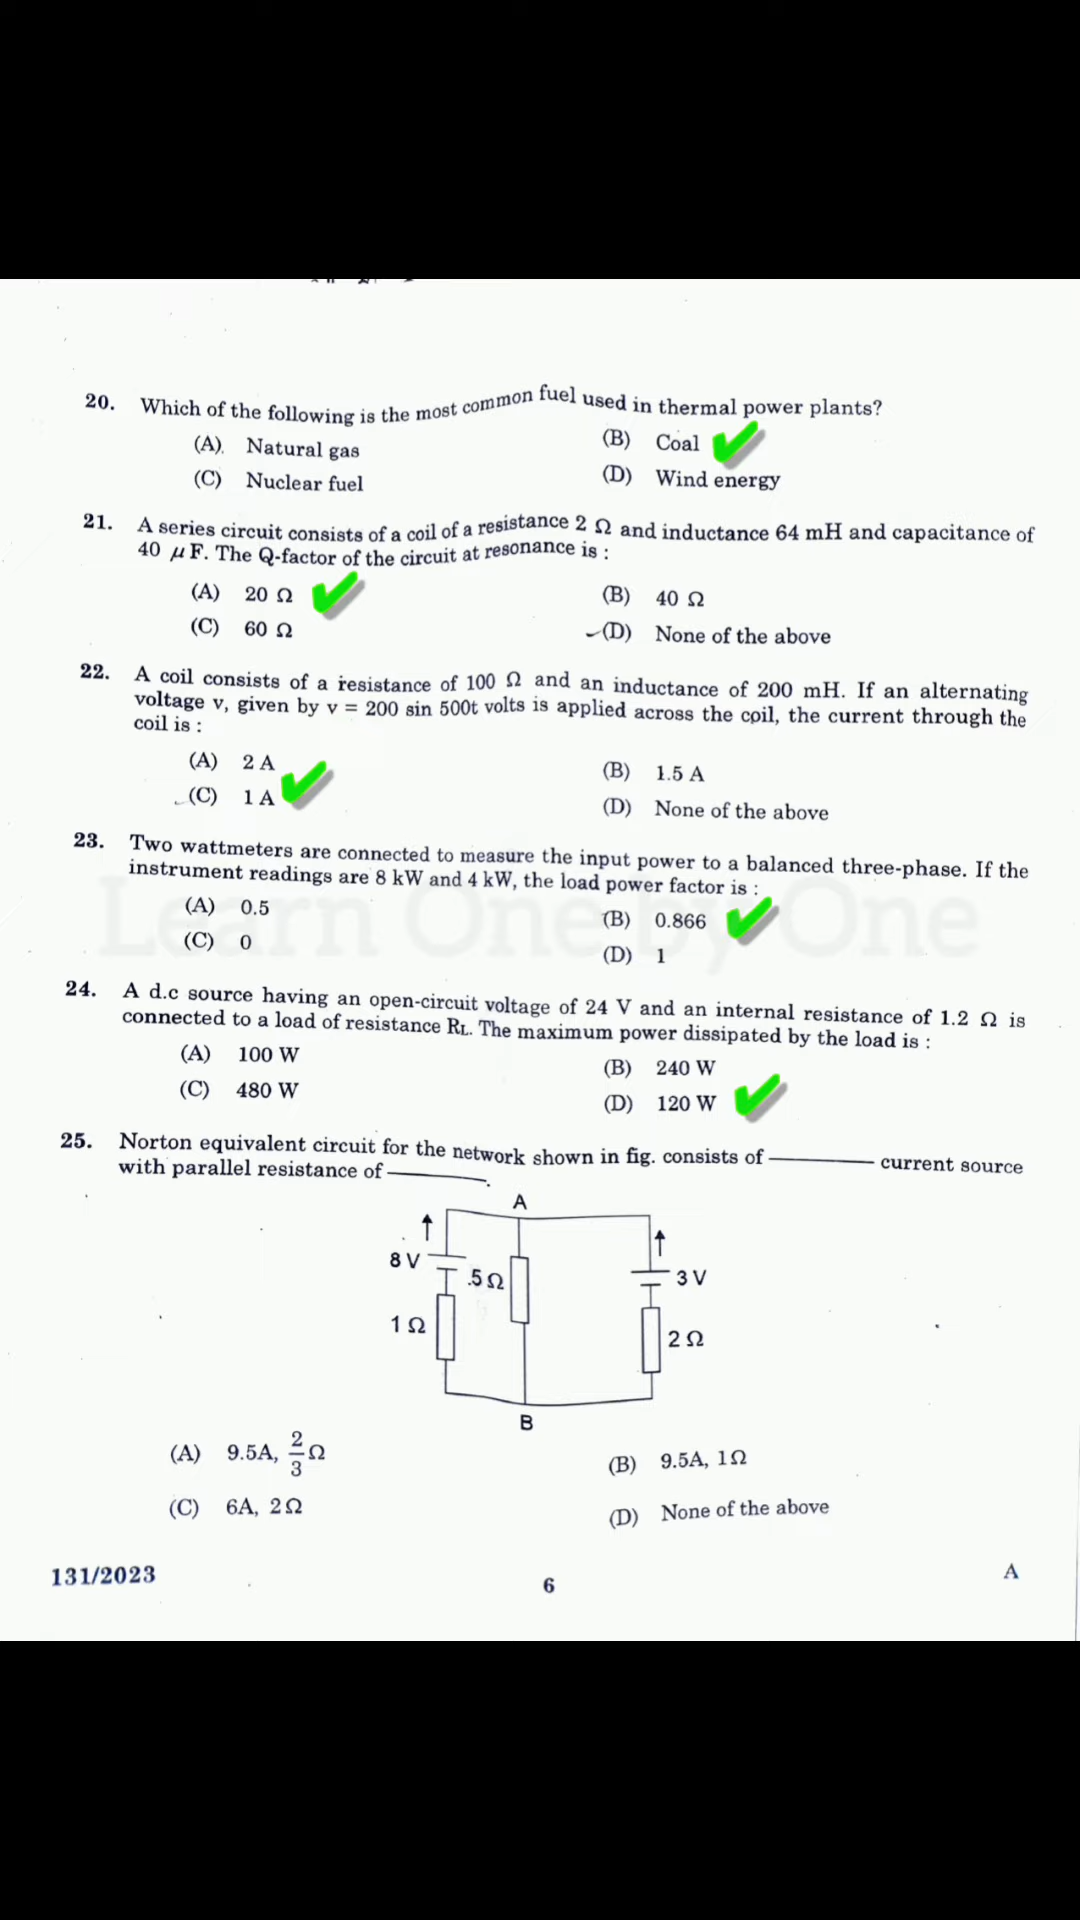 20. Which of the following is the most common fuel used in thermal power plants?
(A). Natural gas (B) Coal
(C) Nuclear fuel (D) Wind energy
21. A series circuit consists of a coil of a resistance 2 Ω and inductance 64 mH and capacitance of
40 μF. The Q-factor of the circuit at resonance is :
(A) 20 Ω (B) 40 Ω
(C) 60 Ω (D) None of the above
22. A coil consists of a resistance of 100 Ω and an inductance of 200 mH. If an alternating
voltage v, given by v = 200 sin 500t volts is applied across the coil, the current through the
coil is :
(A) 2 A (B) 1.5 A
(C) 1 A (D) None of the above
23. Two wattmeters are connected to measure the input power to a balanced three-phase. If the
instrument readings are 8 kW and 4 kW, the load power factor is :
Learn One by One
(A) 0.5 (B) 0.866
(C) 0 (D) 1
24. A d.c source having an open-circuit voltage of 24 V and an internal resistance of 1.2 Ω is
connected to a load of resistance RL. The maximum power dissipated by the load is :
(A) 100 W (B) 240 W
(C) 480 W (D) 120 W
25. Norton equivalent circuit for the network shown in fig. consists of ______ current source
with parallel resistance of ______.
A
8 V .5 Ω 3 V
1 Ω 2 Ω
B
(A) 9.5A, 2/3 Ω (B) 9.5A, 1Ω
(C) 6A, 2Ω (D) None of the above
131/2023 6 A